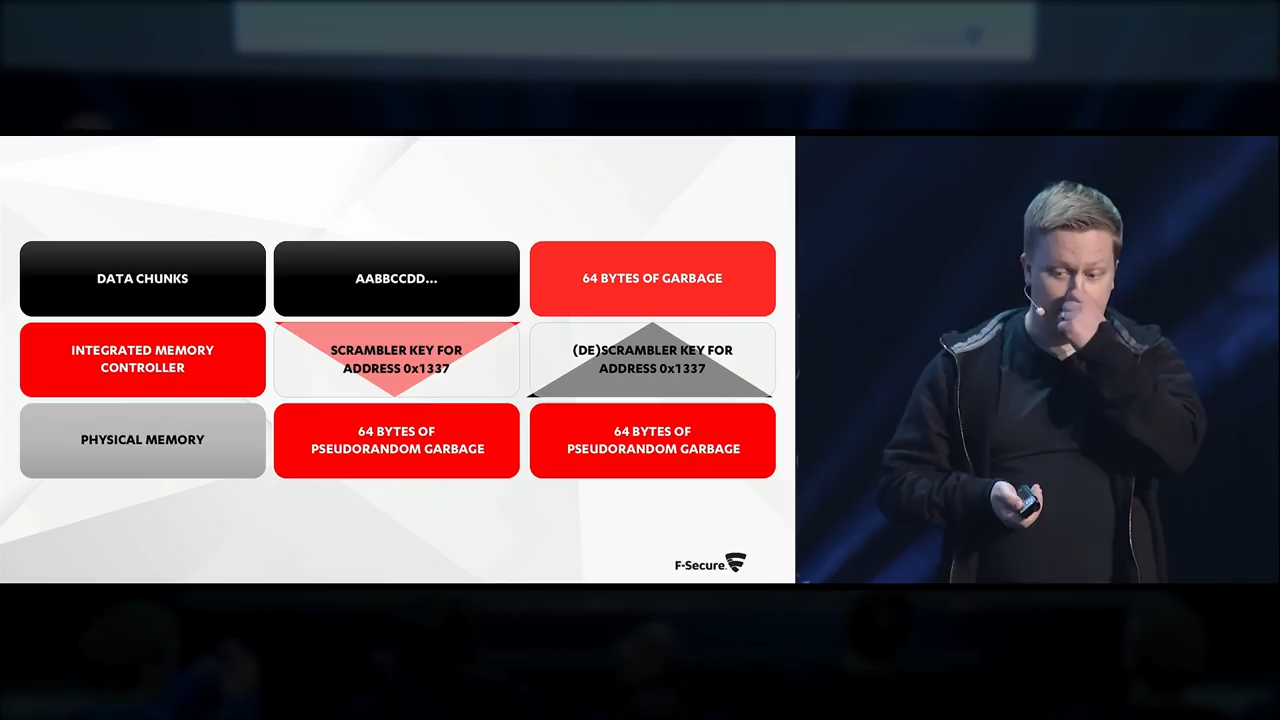 DATA CHUNKS
AABBCCDD...
64 BYTES OF GARBAGE
INTEGRATED MEMORY
CONTROLLER
SCRAMBLER KEY FOR
ADDRESS 0x1337
(DE)SCRAMBLER KEY FOR
ADDRESS 0x1337
PHYSICAL MEMORY
64 BYTES OF
PSEUDORANDOM GARBAGE
64 BYTES OF
PSEUDORANDOM GARBAGE
F-Secure.